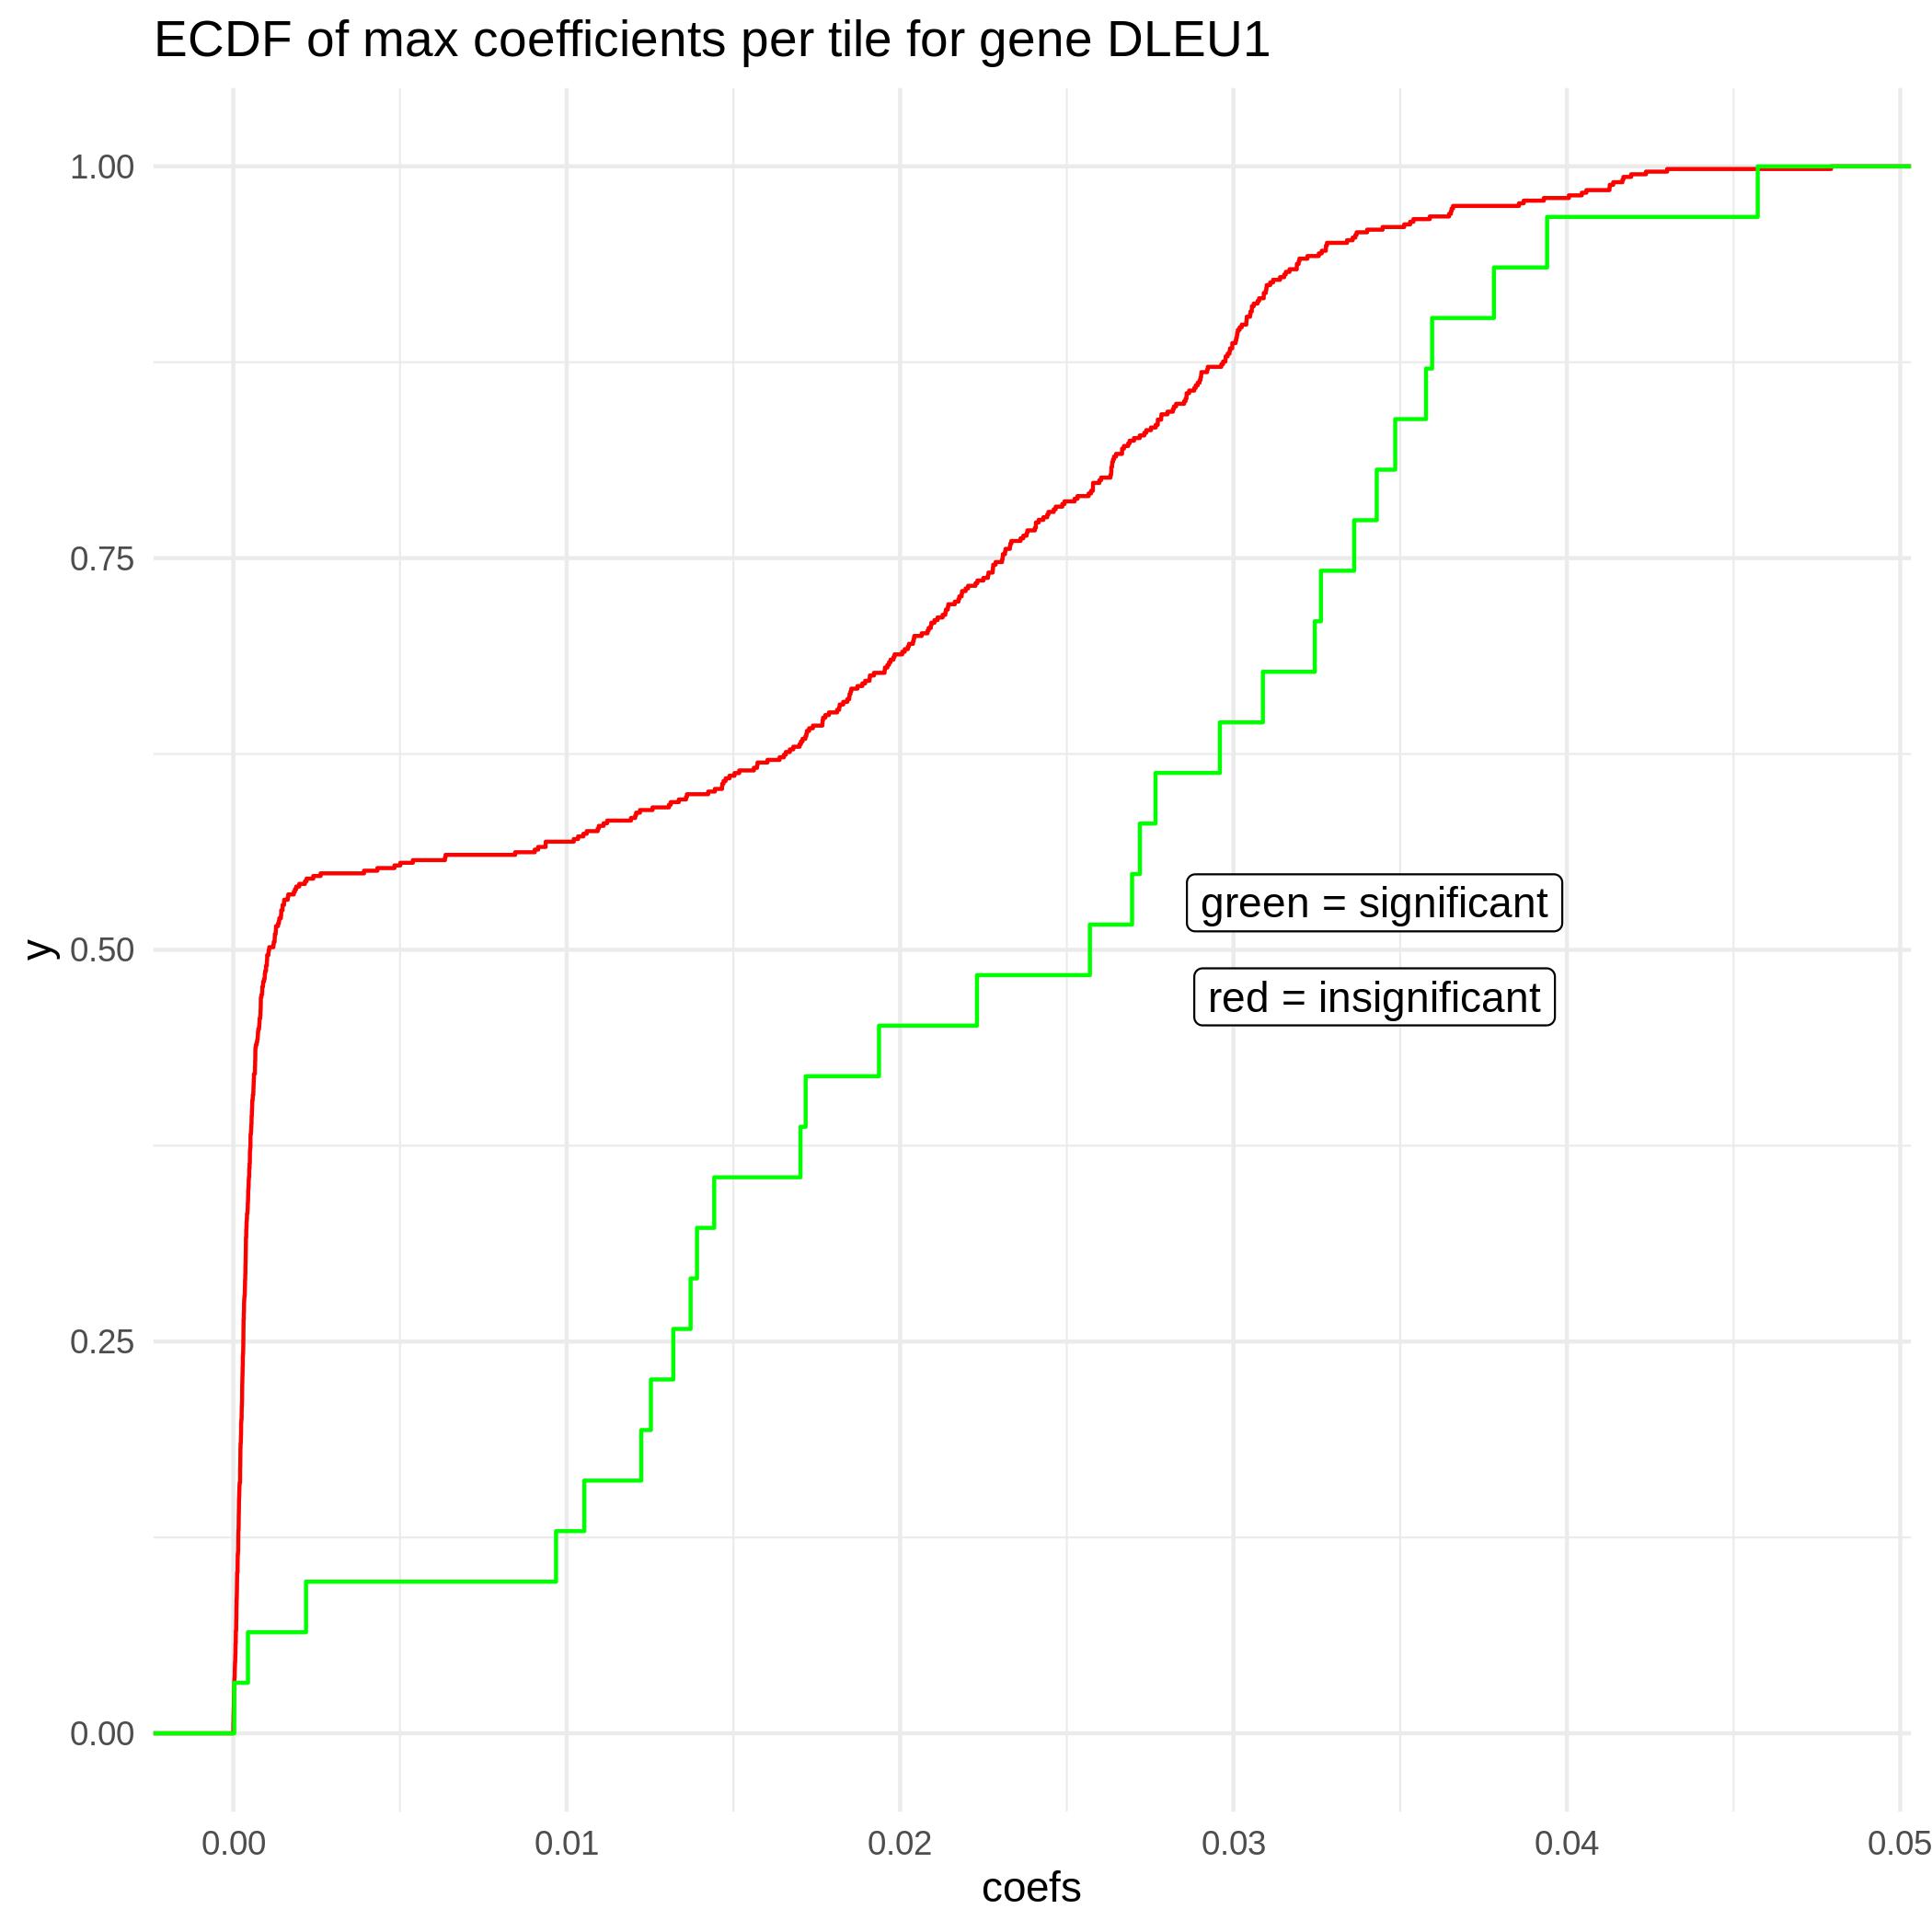 ECDF of max coefficients per tile for gene DLEU1
1.00
0.75
0.50
0.25
0.00
y
green = significant
red = insignificant
0.00 0.01 0.02 0.03 0.04 0.05
coefs